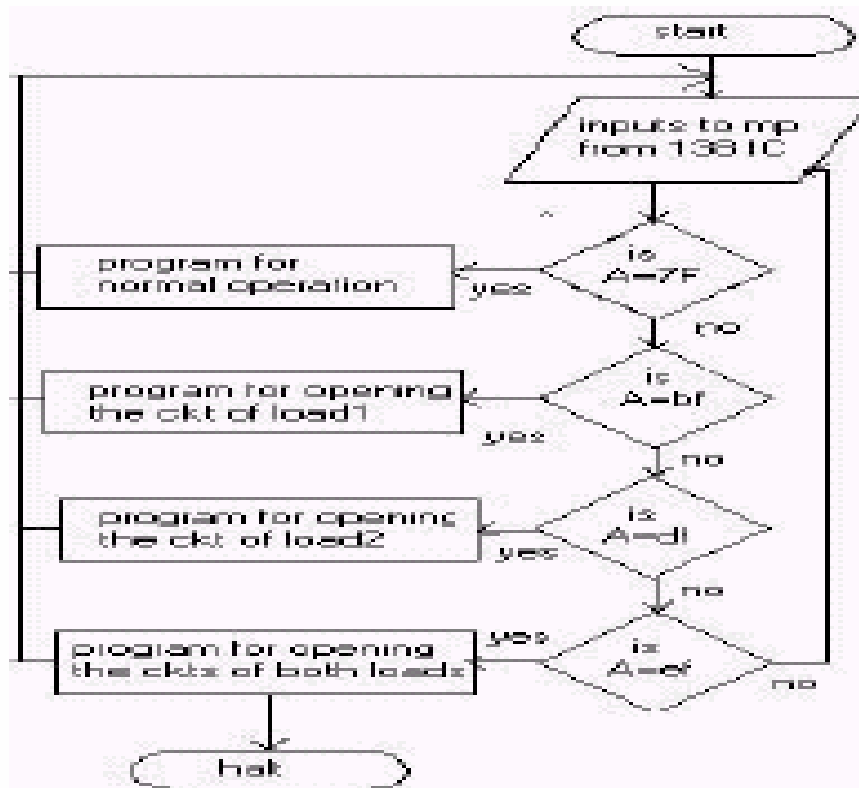 start
inputs to mp
from 138 IC
is
A=7F
yes
program for
normal operation
no
is
A=bf
yes
program for opening
the ckt of load1
no
is
A=df
yes
program for opening
the ckt of load2
no
is
A=ef
yes
no
program for opening
the ckts of both loads
halt